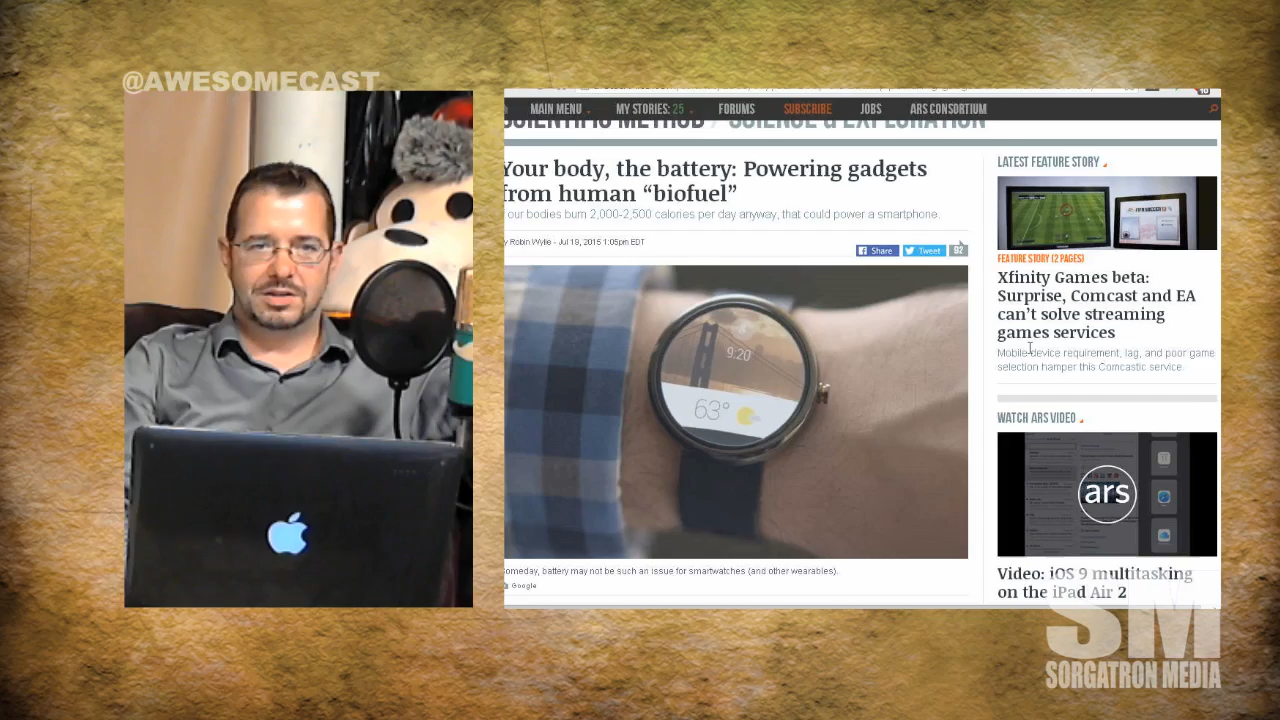 @AWESOMECAST
MAIN MENU MY STORIES: 25 FORUMS SUBSCRIBE JOBS ARS CONSORTIUM
SCIENTIFIC METHOD / SCIENCE & EXPLORATION
Your body, the battery: Powering gadgets
from human “biofuel”
our bodies burn 2,000-2,500 calories per day anyway, that could power a smartphone.
y Robin Wylie - Jul 19, 2015 1:05pm EDT
Share Tweet 92
9:20
63°
omeday, battery may not be such an issue for smartwatches (and other wearables).
Google
LATEST FEATURE STORY
FEATURE STORY (2 PAGES)
Xfinity Games beta:
Surprise, Comcast and EA
can’t solve streaming
games services
Mobile-device requirement, lag, and poor game
selection hamper this Comcastic service.
WATCH ARS VIDEO
ars
Video: iOS 9 multitasking
on the iPad Air 2
SM
SORGATRON MEDIA